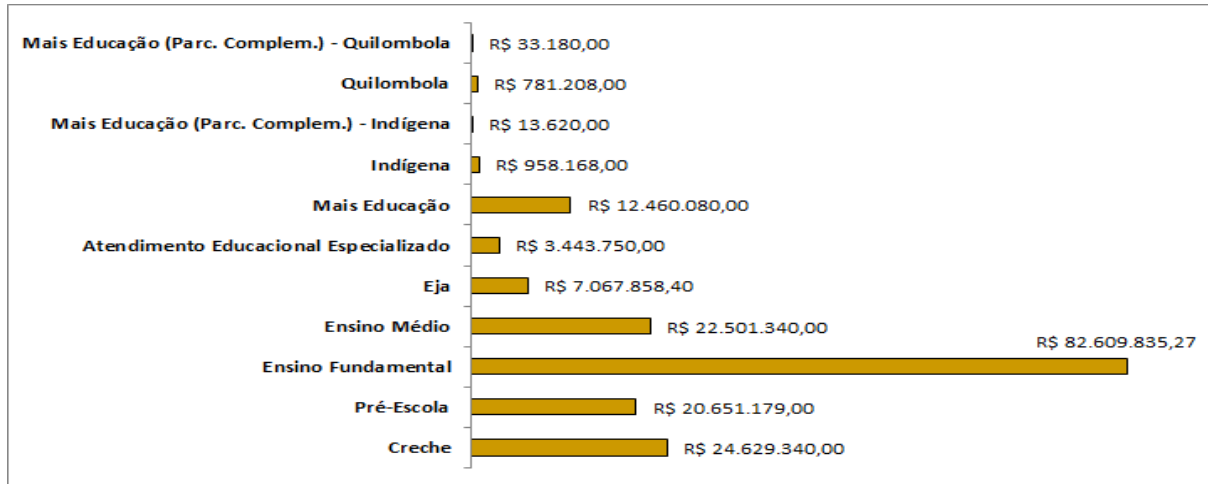 Mais Educação (Parc. Complem.) - Quilombola R$ 33.180,00
Quilombola R$ 781.208,00
Mais Educação (Parc. Complem.) - Indígena R$ 13.620,00
Indígena R$ 958.168,00
Mais Educação R$ 12.460.080,00
Atendimento Educacional Especializado R$ 3.443.750,00
Eja R$ 7.067.858,40
Ensino Médio R$ 22.501.340,00
Ensino Fundamental R$ 82.609.835,27
Pré-Escola R$ 20.651.179,00
Creche R$ 24.629.340,00